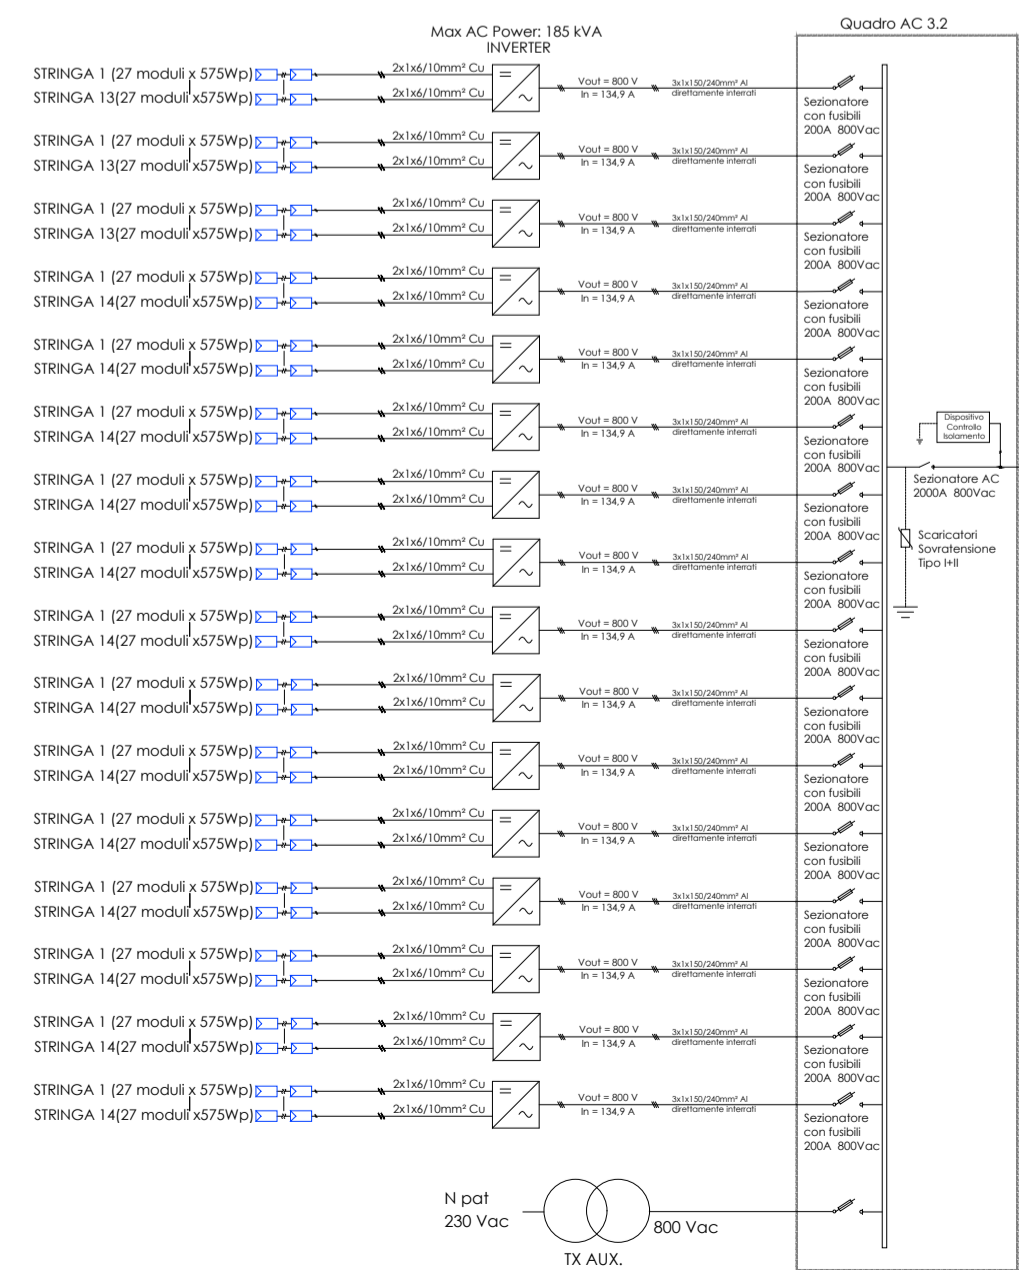 Quadro AC 3.2
Max AC Power: 185 kVA
INVERTER
STRINGA 1 (27 moduli x 575Wp)
2x1x6/10mm² Cu
STRINGA 13(27 moduli x575Wp)
2x1x6/10mm² Cu
Vout = 800 V
In = 134,9 A
3x1x150/240mm² Al
direttamente interrati
Sezionatore
con fusibili
200A 800Vac
STRINGA 1 (27 moduli x 575Wp)
2x1x6/10mm² Cu
STRINGA 13(27 moduli x575Wp)
2x1x6/10mm² Cu
Vout = 800 V
In = 134,9 A
3x1x150/240mm² Al
direttamente interrati
Sezionatore
con fusibili
200A 800Vac
STRINGA 1 (27 moduli x 575Wp)
2x1x6/10mm² Cu
STRINGA 13(27 moduli x575Wp)
2x1x6/10mm² Cu
Vout = 800 V
In = 134,9 A
3x1x150/240mm² Al
direttamente interrati
Sezionatore
con fusibili
200A 800Vac
STRINGA 1 (27 moduli x 575Wp)
2x1x6/10mm² Cu
STRINGA 14(27 moduli x575Wp)
2x1x6/10mm² Cu
Vout = 800 V
In = 134,9 A
3x1x150/240mm² Al
direttamente interrati
Sezionatore
con fusibili
200A 800Vac
STRINGA 1 (27 moduli x 575Wp)
2x1x6/10mm² Cu
STRINGA 14(27 moduli x575Wp)
2x1x6/10mm² Cu
Vout = 800 V
In = 134,9 A
3x1x150/240mm² Al
direttamente interrati
Sezionatore
con fusibili
200A 800Vac
STRINGA 1 (27 moduli x 575Wp)
2x1x6/10mm² Cu
STRINGA 14(27 moduli x575Wp)
2x1x6/10mm² Cu
Vout = 800 V
In = 134,9 A
3x1x150/240mm² Al
direttamente interrati
Sezionatore
con fusibili
200A 800Vac
Dispositivo
Controllo
Isolamento
Sezionatore AC
2000A 800Vac
STRINGA 1 (27 moduli x 575Wp)
2x1x6/10mm² Cu
STRINGA 14(27 moduli x575Wp)
2x1x6/10mm² Cu
Vout = 800 V
In = 134,9 A
3x1x150/240mm² Al
direttamente interrati
Sezionatore
con fusibili
200A 800Vac
Scaricatori
Sovratensione
Tipo I+II
STRINGA 1 (27 moduli x 575Wp)
2x1x6/10mm² Cu
STRINGA 14(27 moduli x575Wp)
2x1x6/10mm² Cu
Vout = 800 V
In = 134,9 A
3x1x150/240mm² Al
direttamente interrati
Sezionatore
con fusibili
200A 800Vac
STRINGA 1 (27 moduli x 575Wp)
2x1x6/10mm² Cu
STRINGA 14(27 moduli x575Wp)
2x1x6/10mm² Cu
Vout = 800 V
In = 134,9 A
3x1x150/240mm² Al
direttamente interrati
Sezionatore
con fusibili
200A 800Vac
STRINGA 1 (27 moduli x 575Wp)
2x1x6/10mm² Cu
STRINGA 14(27 moduli x575Wp)
2x1x6/10mm² Cu
Vout = 800 V
In = 134,9 A
3x1x150/240mm² Al
direttamente interrati
Sezionatore
con fusibili
200A 800Vac
STRINGA 1 (27 moduli x 575Wp)
2x1x6/10mm² Cu
STRINGA 14(27 moduli x575Wp)
2x1x6/10mm² Cu
Vout = 800 V
In = 134,9 A
3x1x150/240mm² Al
direttamente interrati
Sezionatore
con fusibili
200A 800Vac
STRINGA 1 (27 moduli x 575Wp)
2x1x6/10mm² Cu
STRINGA 14(27 moduli x575Wp)
2x1x6/10mm² Cu
Vout = 800 V
In = 134,9 A
3x1x150/240mm² Al
direttamente interrati
Sezionatore
con fusibili
200A 800Vac
STRINGA 1 (27 moduli x 575Wp)
2x1x6/10mm² Cu
STRINGA 14(27 moduli x575Wp)
2x1x6/10mm² Cu
Vout = 800 V
In = 134,9 A
3x1x150/240mm² Al
direttamente interrati
Sezionatore
con fusibili
200A 800Vac
STRINGA 1 (27 moduli x 575Wp)
2x1x6/10mm² Cu
STRINGA 14(27 moduli x575Wp)
2x1x6/10mm² Cu
Vout = 800 V
In = 134,9 A
3x1x150/240mm² Al
direttamente interrati
Sezionatore
con fusibili
200A 800Vac
STRINGA 1 (27 moduli x 575Wp)
2x1x6/10mm² Cu
STRINGA 14(27 moduli x575Wp)
2x1x6/10mm² Cu
Vout = 800 V
In = 134,9 A
3x1x150/240mm² Al
direttamente interrati
Sezionatore
con fusibili
200A 800Vac
STRINGA 1 (27 moduli x 575Wp)
2x1x6/10mm² Cu
STRINGA 14(27 moduli x575Wp)
2x1x6/10mm² Cu
Vout = 800 V
In = 134,9 A
3x1x150/240mm² Al
direttamente interrati
Sezionatore
con fusibili
200A 800Vac
N pat
230 Vac
800 Vac
TX AUX.